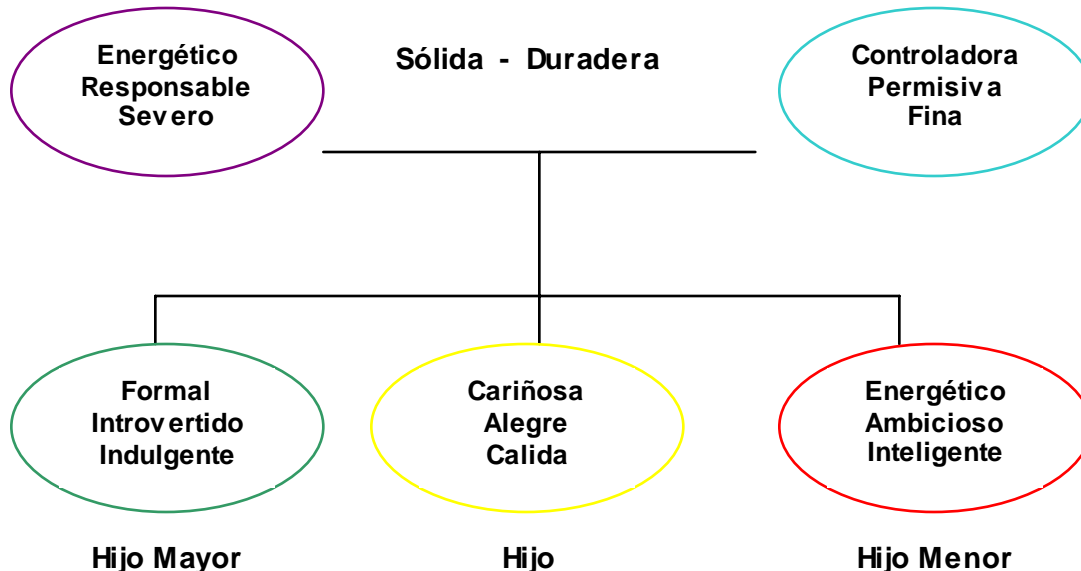 Energético
Responsable
Severo
Sólida - Duradera
Controladora
Permisiva
Fina
Formal
Introvertido
Indulgente
Cariñosa
Alegre
Calida
Energético
Ambicioso
Inteligente
Hijo Mayor
Hijo
Hijo Menor